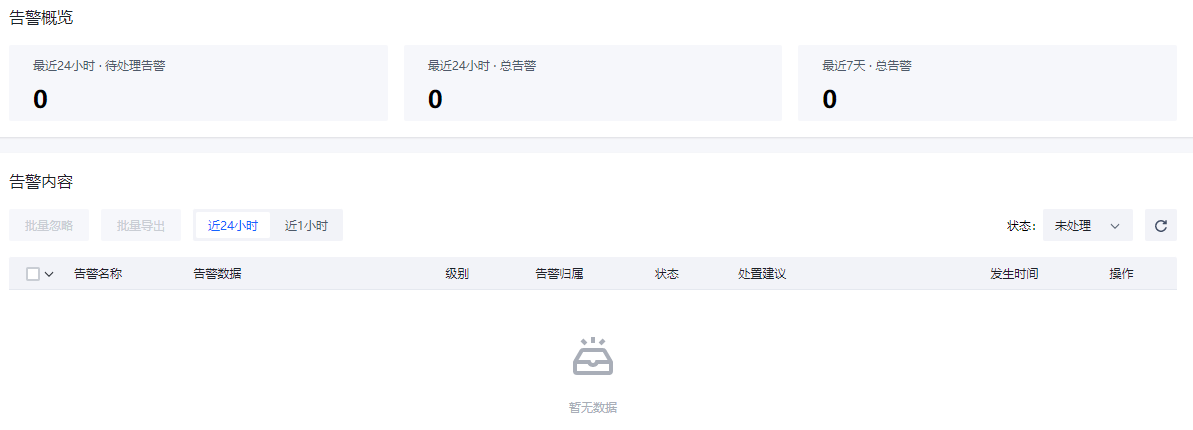 告警概览
最近24小时 · 待处理告警
0
最近24小时 · 总告警
0
最近7天 · 总告警
0
告警内容
批量忽略 批量导出 近24小时 近1小时 状态: 未处理
告警名称 告警数据 级别 告警归属 状态 处置建议 发生时间 操作
暂无数据